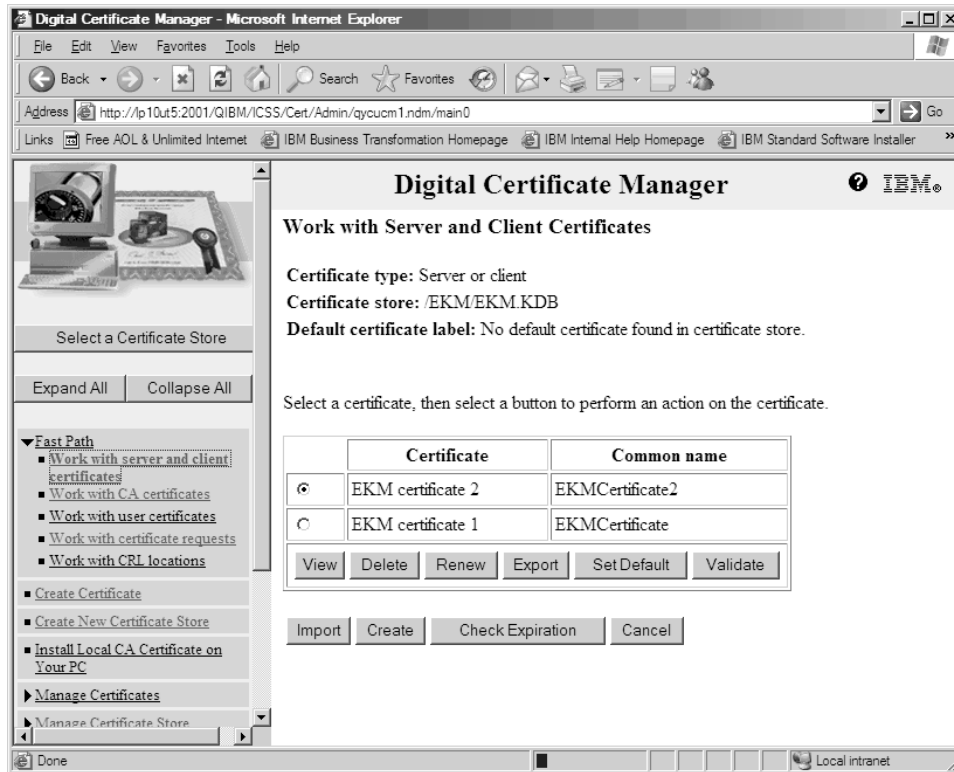 Digital Certificate Manager - Microsoft Internet Explorer
File Edit View Favorites Tools Help
Back Search Favorites
Address http://lp10ut5:2001/QIBM/ICSS/Cert/Admin/qycucm1.ndm/main0 Go
Links Free AOL & Unlimited Internet IBM Business Transformation Homepage IBM Internal Help Homepage IBM Standard Software Installer »
Select a Certificate Store
Expand All Collapse All
Fast Path
Work with server and client
certificates
Work with CA certificates
Work with user certificates
Work with certificate requests
Work with CRL locations
Create Certificate
Create New Certificate Store
Install Local CA Certificate on
Your PC
Manage Certificates
Manage Certificate Store
Digital Certificate Manager ? IBM®
Work with Server and Client Certificates
Certificate type: Server or client
Certificate store: /EKM/EKM.KDB
Default certificate label: No default certificate found in certificate store.
Select a certificate, then select a button to perform an action on the certificate.
Certificate Common name
EKM certificate 2 EKMCertificate2
EKM certificate 1 EKMCertificate
View Delete Renew Export Set Default Validate
Import Create Check Expiration Cancel
Done Local intranet